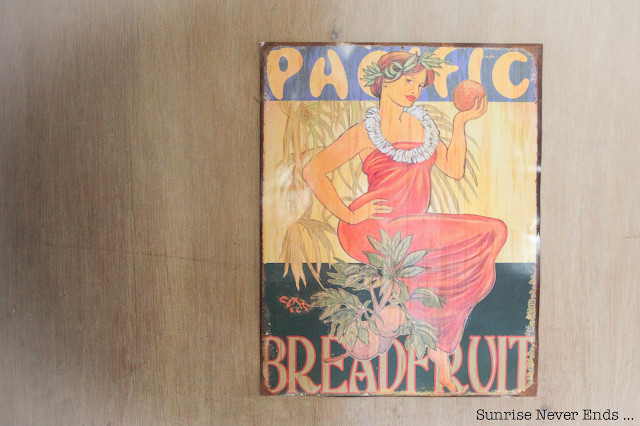 PACIFIC
BREADFRUIT
Sunrise Never Ends ...